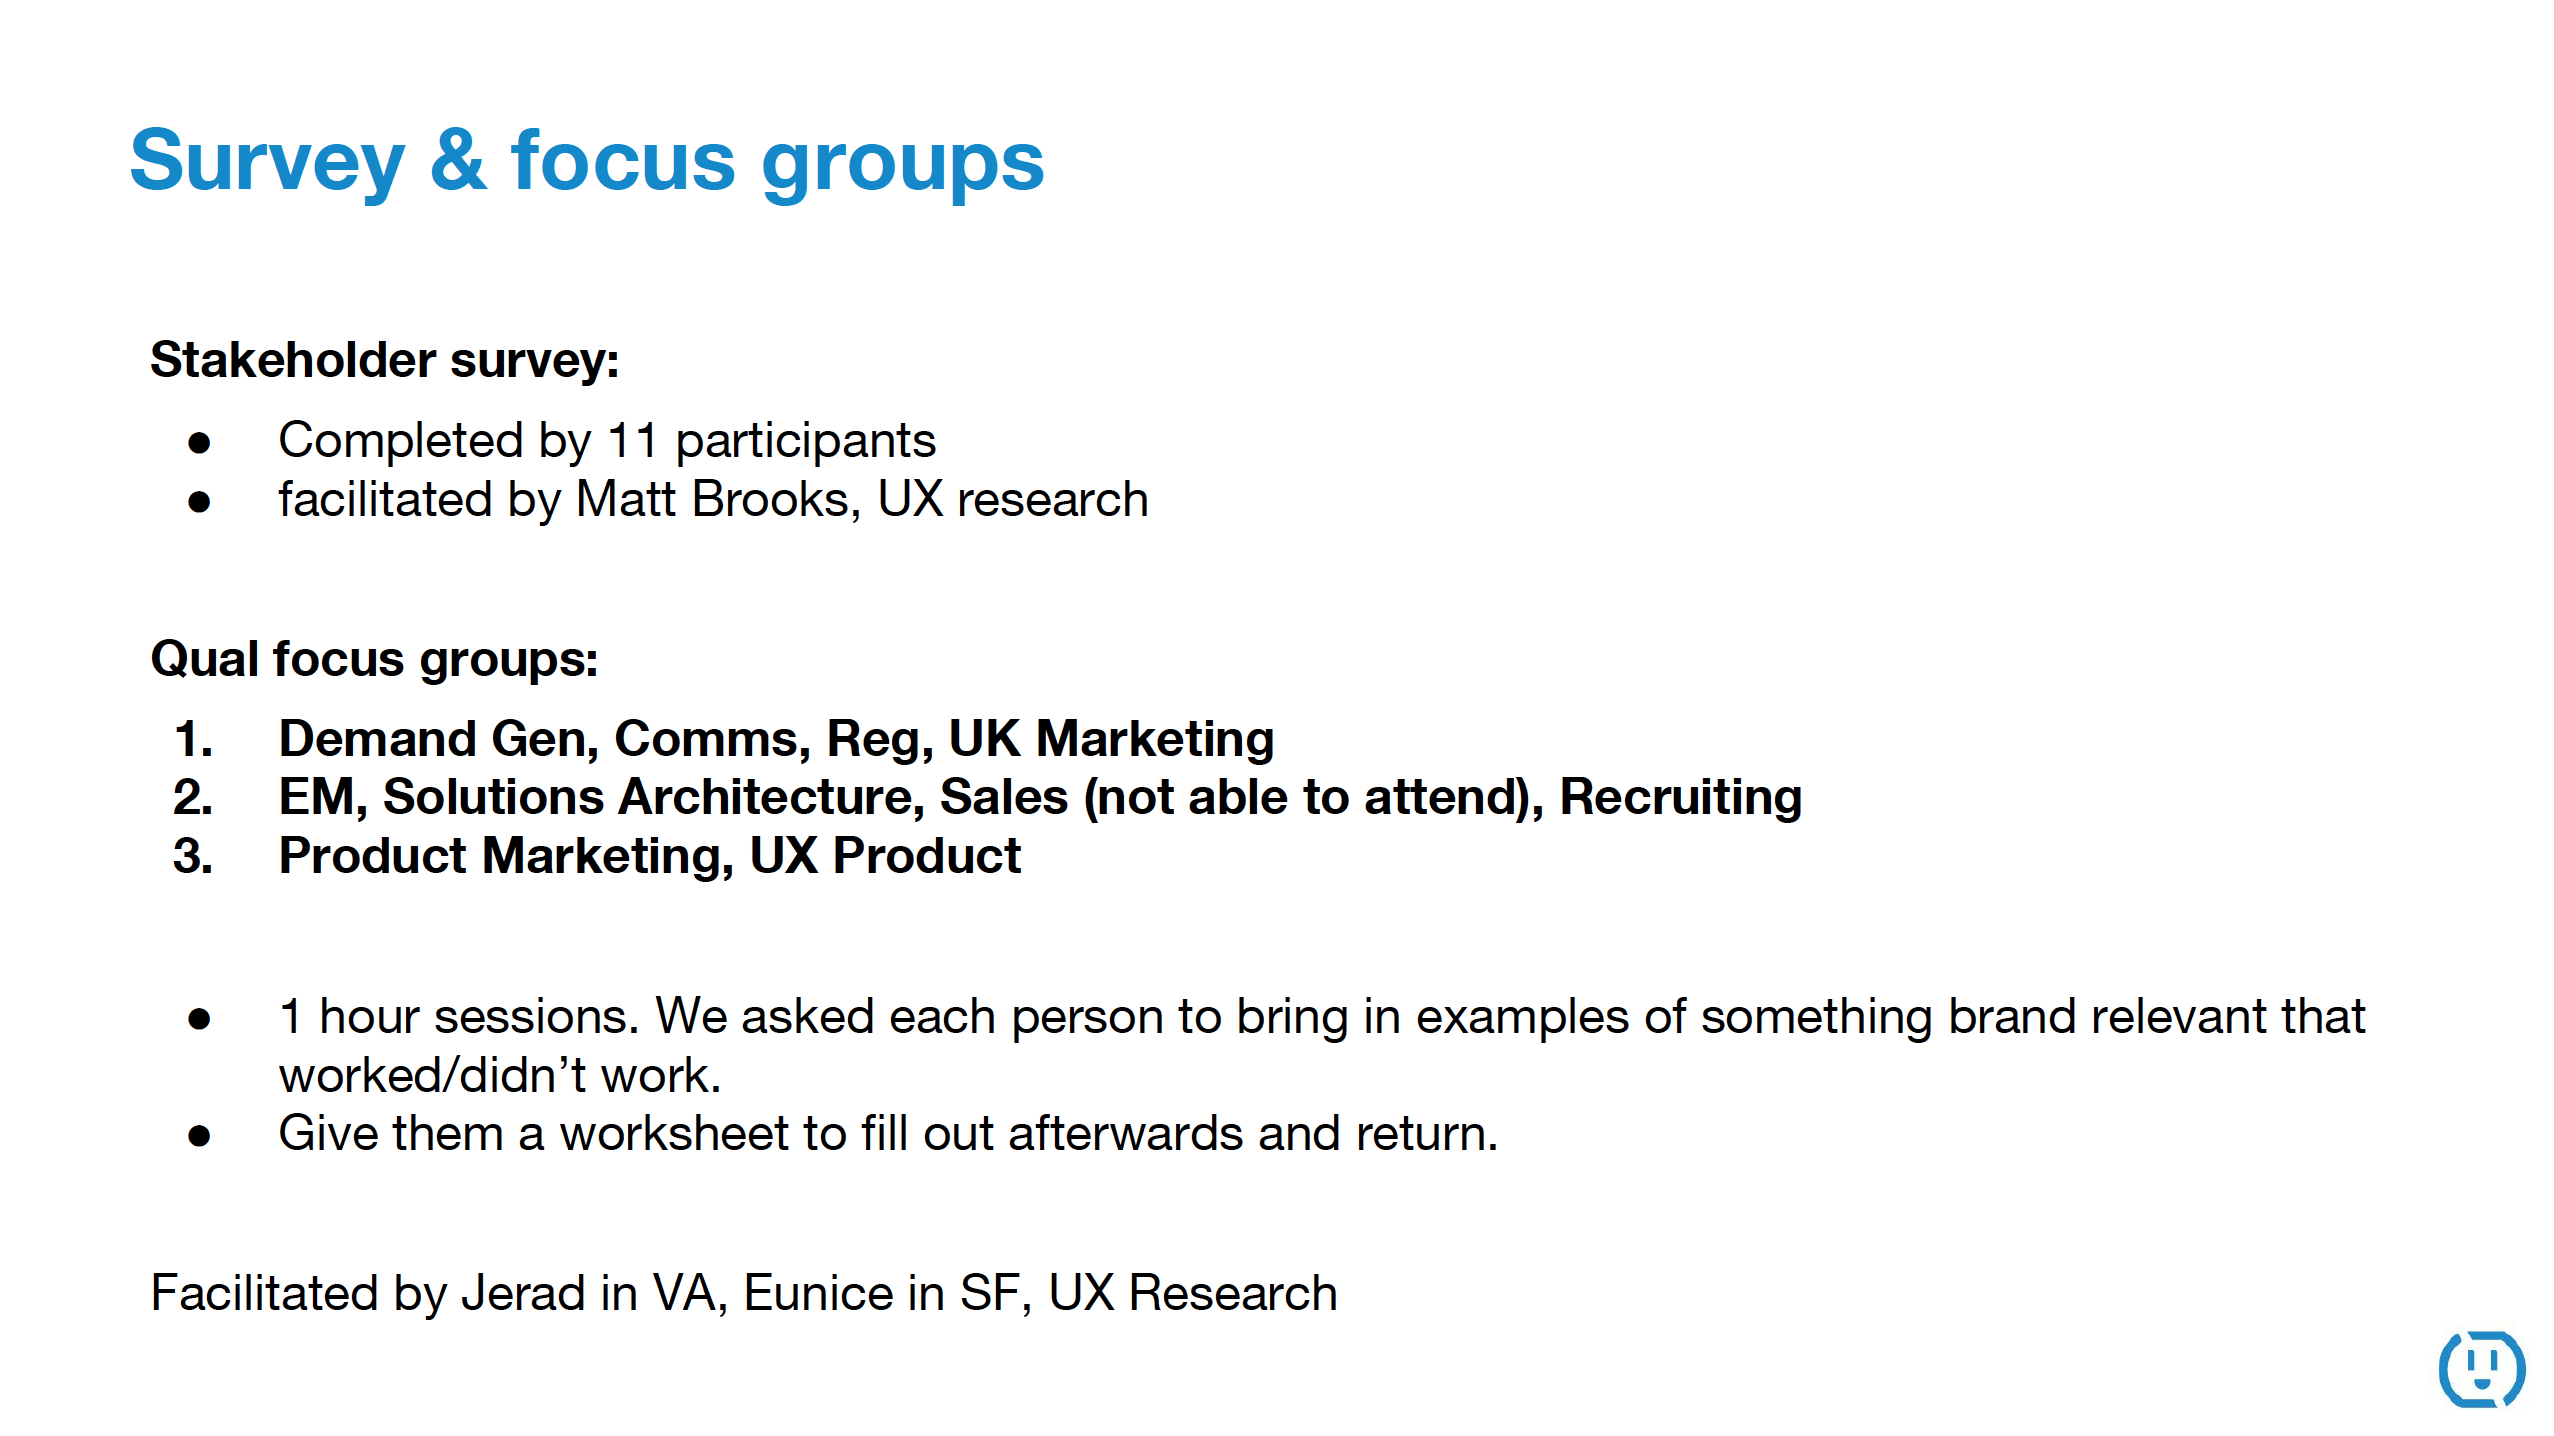 Survey & focus groups
Stakeholder survey:
● Completed by 11 participants
● facilitated by Matt Brooks, UX research
Qual focus groups:
1. Demand Gen, Comms, Reg, UK Marketing
2. EM, Solutions Architecture, Sales (not able to attend), Recruiting
3. Product Marketing, UX Product
● 1 hour sessions. We asked each person to bring in examples of something brand relevant that
worked/didn’t work.
● Give them a worksheet to fill out afterwards and return.
Facilitated by Jerad in VA, Eunice in SF, UX Research